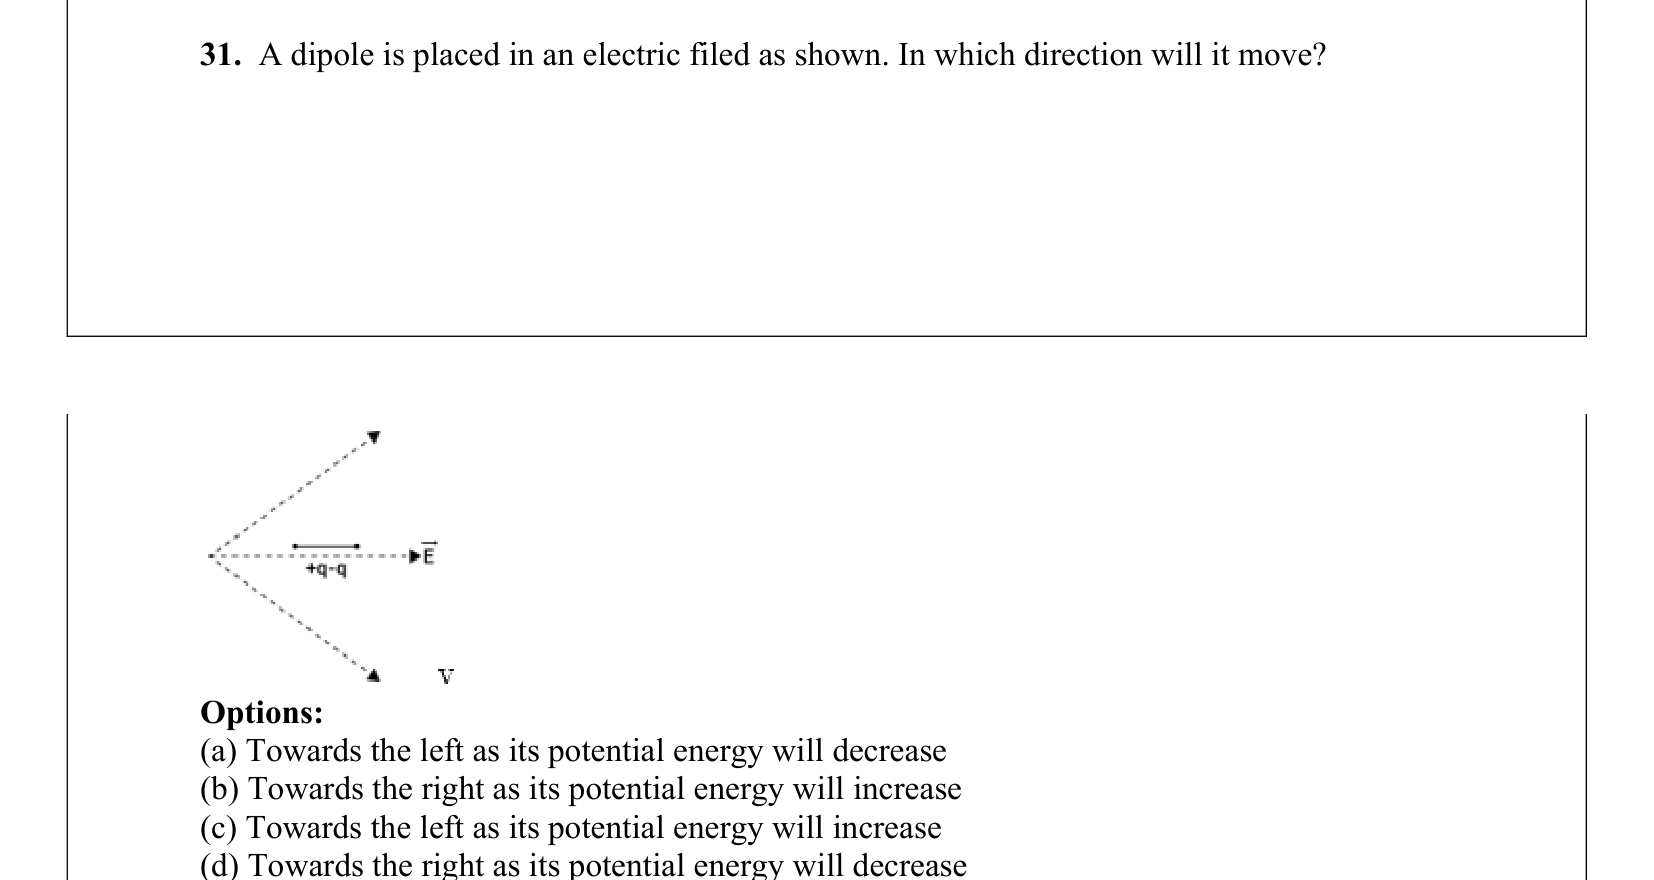 31. A dipole is placed in an electric filed as shown. In which direction will it move?
E
+q-q
V
Options:
(a) Towards the left as its potential energy will decrease
(b) Towards the right as its potential energy will increase
(c) Towards the left as its potential energy will increase
(d) Towards the right as its potential energy will decrease